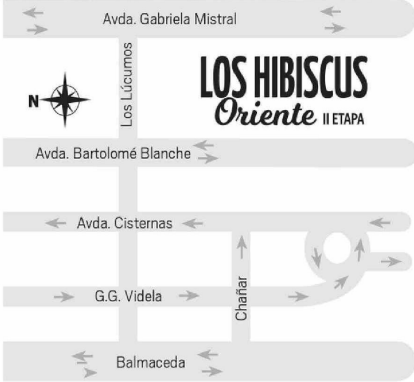 Avda. Gabriela Mistral
Los Lúcumos
LOS HIBISCUS
Oriente II ETAPA
N
Avda. Bartolomé Blanche
Avda. Cisternas
G.G. Videla
Chañar
Balmaceda